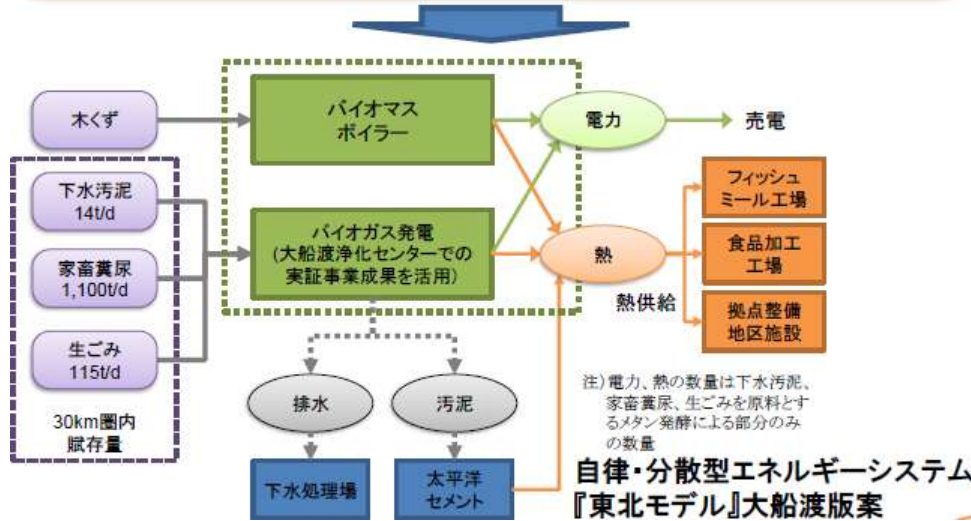 木くず
下水汚泥
14t/d
家畜糞尿
1,100t/d
生ごみ
115t/d
30km圏内
賦存量
バイオマス
ボイラー
バイオガス発電
(大船渡浄化センターでの
実証事業成果を活用)
電力
売電
熱
熱供給
フィッシュ
ミール工場
食品加工
工場
拠点整備
地区施設
排水
汚泥
下水処理場
太平洋
セメント
注)電力、熱の数量は下水汚泥、
家畜糞尿、生ごみを原料とす
るメタン発酵による部分のみ
の数量
自律・分散型エネルギーシステム
『東北モデル』大船渡版案